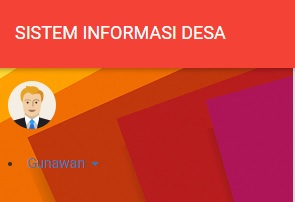 SISTEM INFORMASI DESA
Gunawan